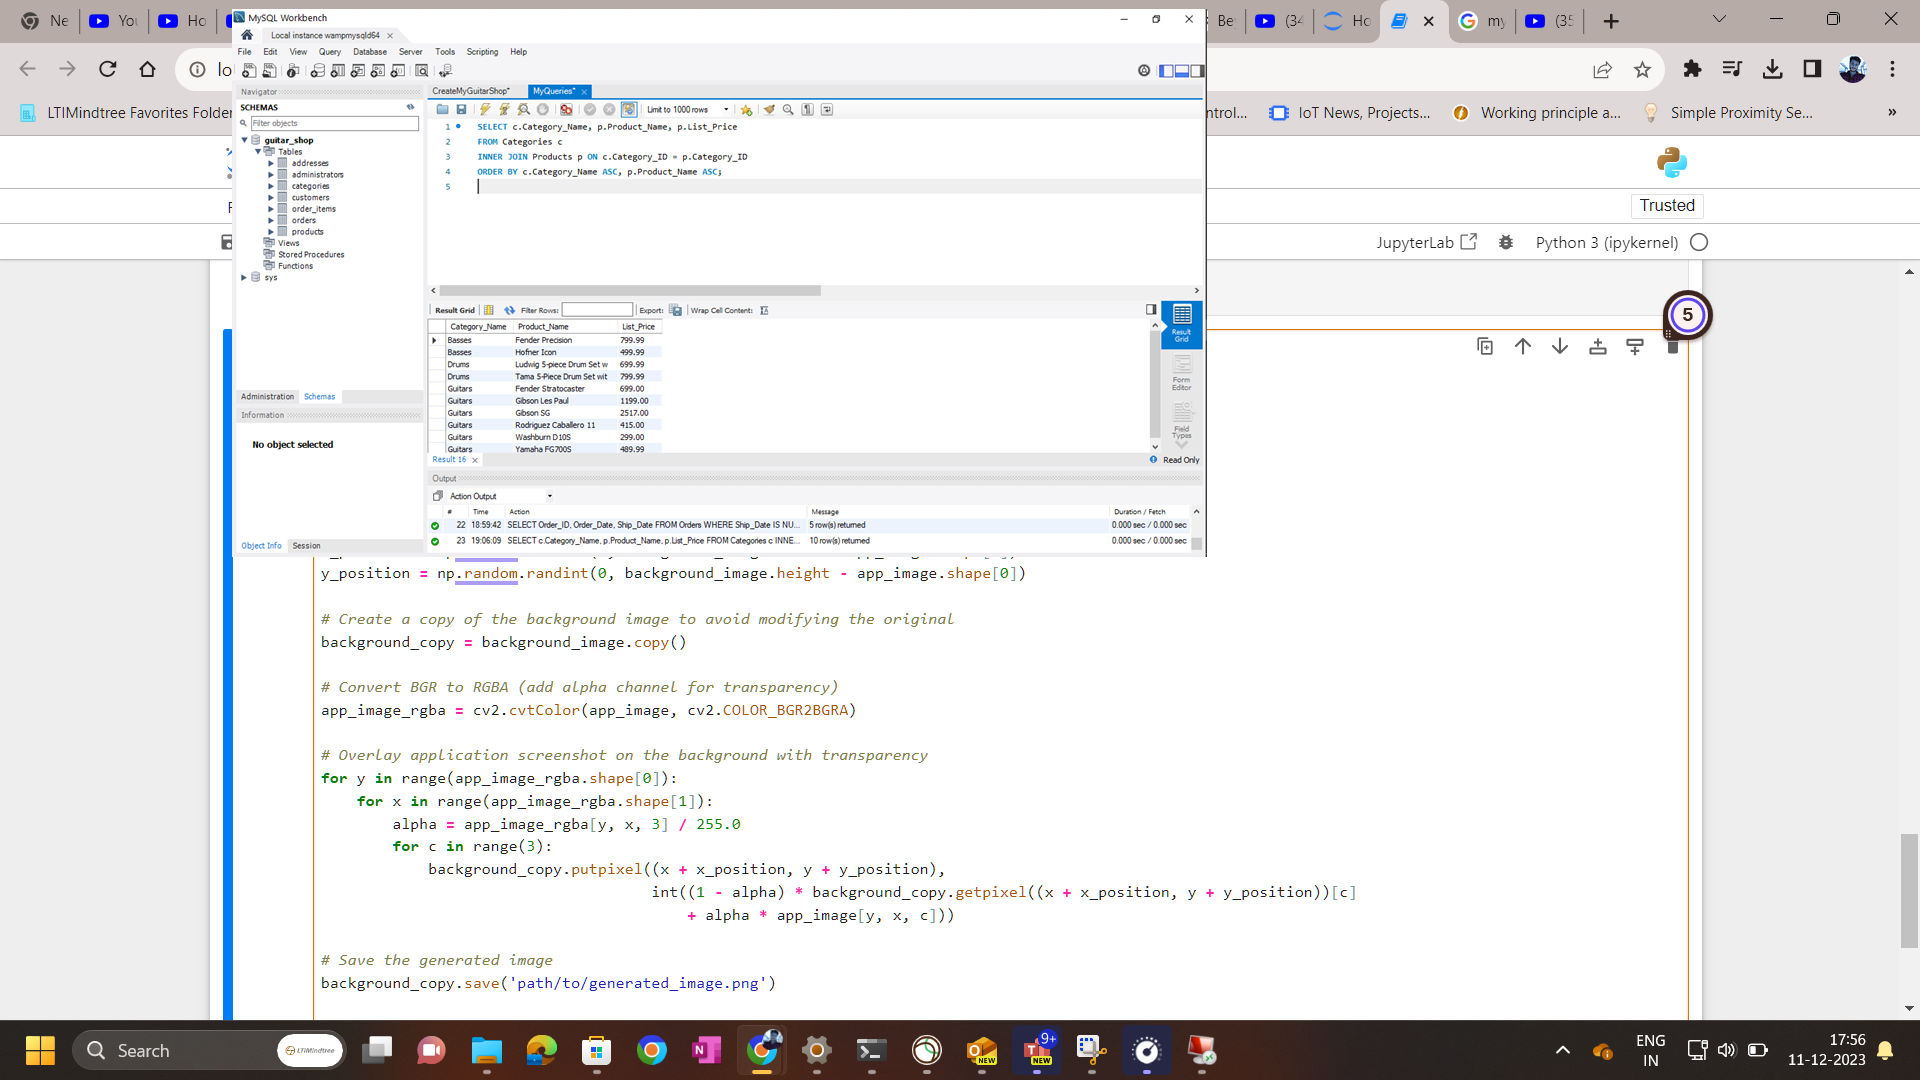 Ne
You
Ho
MySQL Workbench
Be
(34
Ho
my
(35
Local instance wampmysqld64
File Edit View Query Database Server Tools Scripting Help
lo
LTIMindtree Favorites Folder
ntrol...
IoT News, Projects...
Working principle a...
Simple Proximity Se...
»
Navigator
SCHEMAS
Filter objects
guitar_shop
Tables
addresses
administrators
categories
customers
order_items
orders
products
Views
Stored Procedures
Functions
sys
Administration Schemas
Information
No object selected
Object Info Session
CreateMyGuitarShop* MyQueries*
Limit to 1000 rows
1 SELECT c.Category_Name, p.Product_Name, p.List_Price
2 FROM Categories c
3 INNER JOIN Products p ON c.Category_ID = p.Category_ID
4 ORDER BY c.Category_Name ASC, p.Product_Name ASC;
5
Result Grid Filter Rows: Export: Wrap Cell Content:
Category_Name Product_Name List_Price
Basses Fender Precision 799.99
Basses Hofner Icon 499.99
Drums Ludwig 5-piece Drum Set w 699.99
Drums Tama 5-Piece Drum Set wit 799.99
Guitars Fender Stratocaster 699.00
Guitars Gibson Les Paul 1199.00
Guitars Gibson SG 2517.00
Guitars Rodriguez Caballero 11 415.00
Guitars Washburn D10S 299.00
Guitars Yamaha FG700S 489.99
Result Grid
Form Editor
Field Types
Result 16
Read Only
Output
Action Output
# Time Action Message Duration / Fetch
22 18:59:42 SELECT Order_ID, Order_Date, Ship_Date FROM Orders WHERE Ship_Date IS NU... 5 row(s) returned 0.000 sec / 0.000 sec
23 19:06:09 SELECT c.Category_Name, p.Product_Name, p.List_Price FROM Categories c INNE... 10 row(s) returned 0.000 sec / 0.000 sec
Trusted
JupyterLab
Python 3 (ipykernel)
5
y_position = np.random.randint(0, background_image.height - app_image.shape[0])
# Create a copy of the background image to avoid modifying the original
background_copy = background_image.copy()
# Convert BGR to RGBA (add alpha channel for transparency)
app_image_rgba = cv2.cvtColor(app_image, cv2.COLOR_BGR2BGRA)
# Overlay application screenshot on the background with transparency
for y in range(app_image_rgba.shape[0]):
for x in range(app_image_rgba.shape[1]):
alpha = app_image_rgba[y, x, 3] / 255.0
for c in range(3):
background_copy.putpixel((x + x_position, y + y_position),
int((1 - alpha) * background_copy.getpixel((x + x_position, y + y_position))[c]
+ alpha * app_image[y, x, c]))
# Save the generated image
background_copy.save('path/to/generated_image.png')
Search
LTIMindtree
NEW
9+
NEW
ENG
IN
17:56
11-12-2023